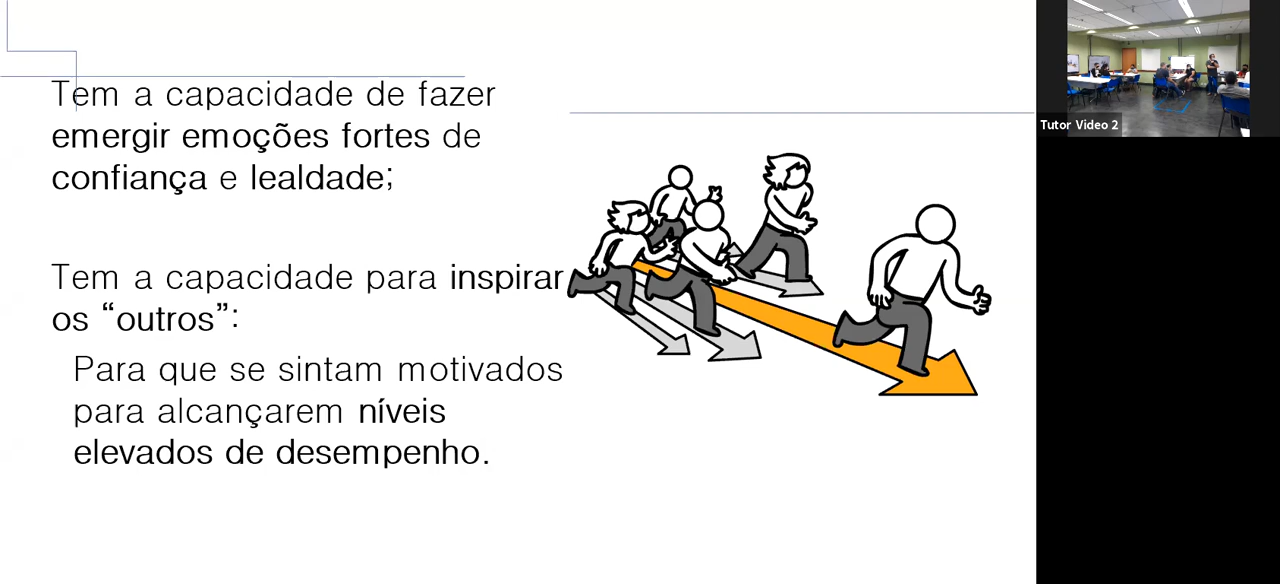 Tem a capacidade de fazer
emergir emoções fortes de
confiança e lealdade;
Tem a capacidade para inspirar
os “outros”:
Para que se sintam motivados
para alcançarem níveis
elevados de desempenho.
Tutor Video 2